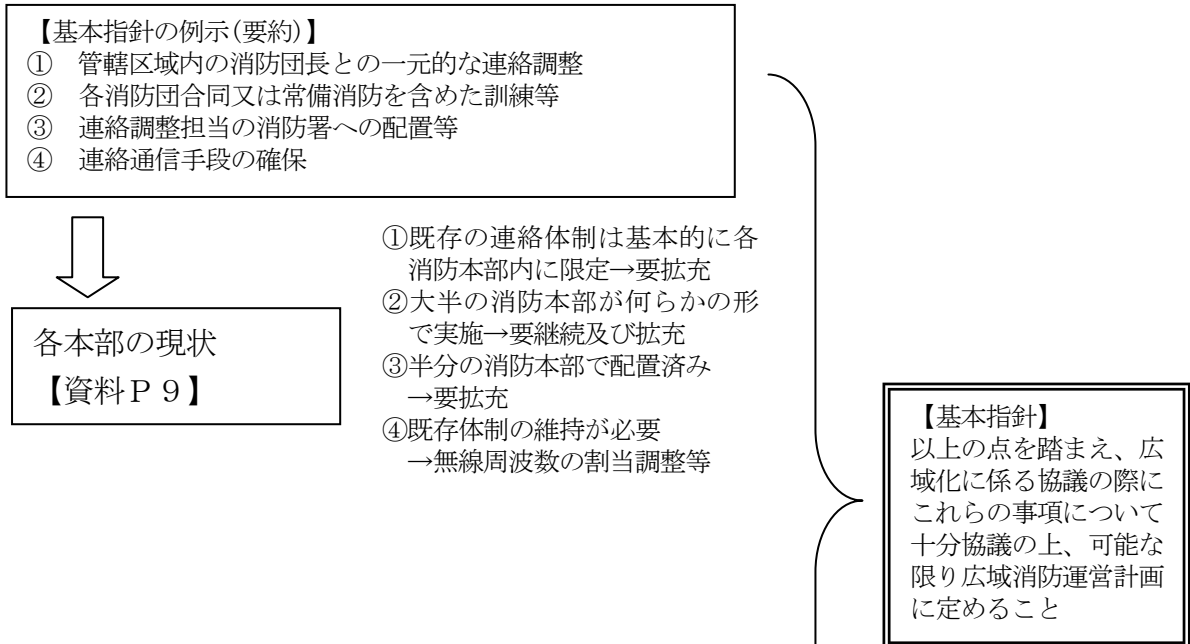 【基本指針の例示(要約)】
① 管轄区域内の消防団長との一元的な連絡調整
② 各消防団合同又は常備消防を含めた訓練等
③ 連絡調整担当の消防署への配置等
④ 連絡通信手段の確保
各本部の現状
【資料P９】
①既存の連絡体制は基本的に各
消防本部内に限定→要拡充
②大半の消防本部が何らかの形
で実施→要継続及び拡充
③半分の消防本部で配置済み
→要拡充
④既存体制の維持が必要
→無線周波数の割当調整等
【基本指針】
以上の点を踏まえ、広
域化に係る協議の際に
これらの事項について
十分協議の上、可能な
限り広域消防運営計画
に定めること